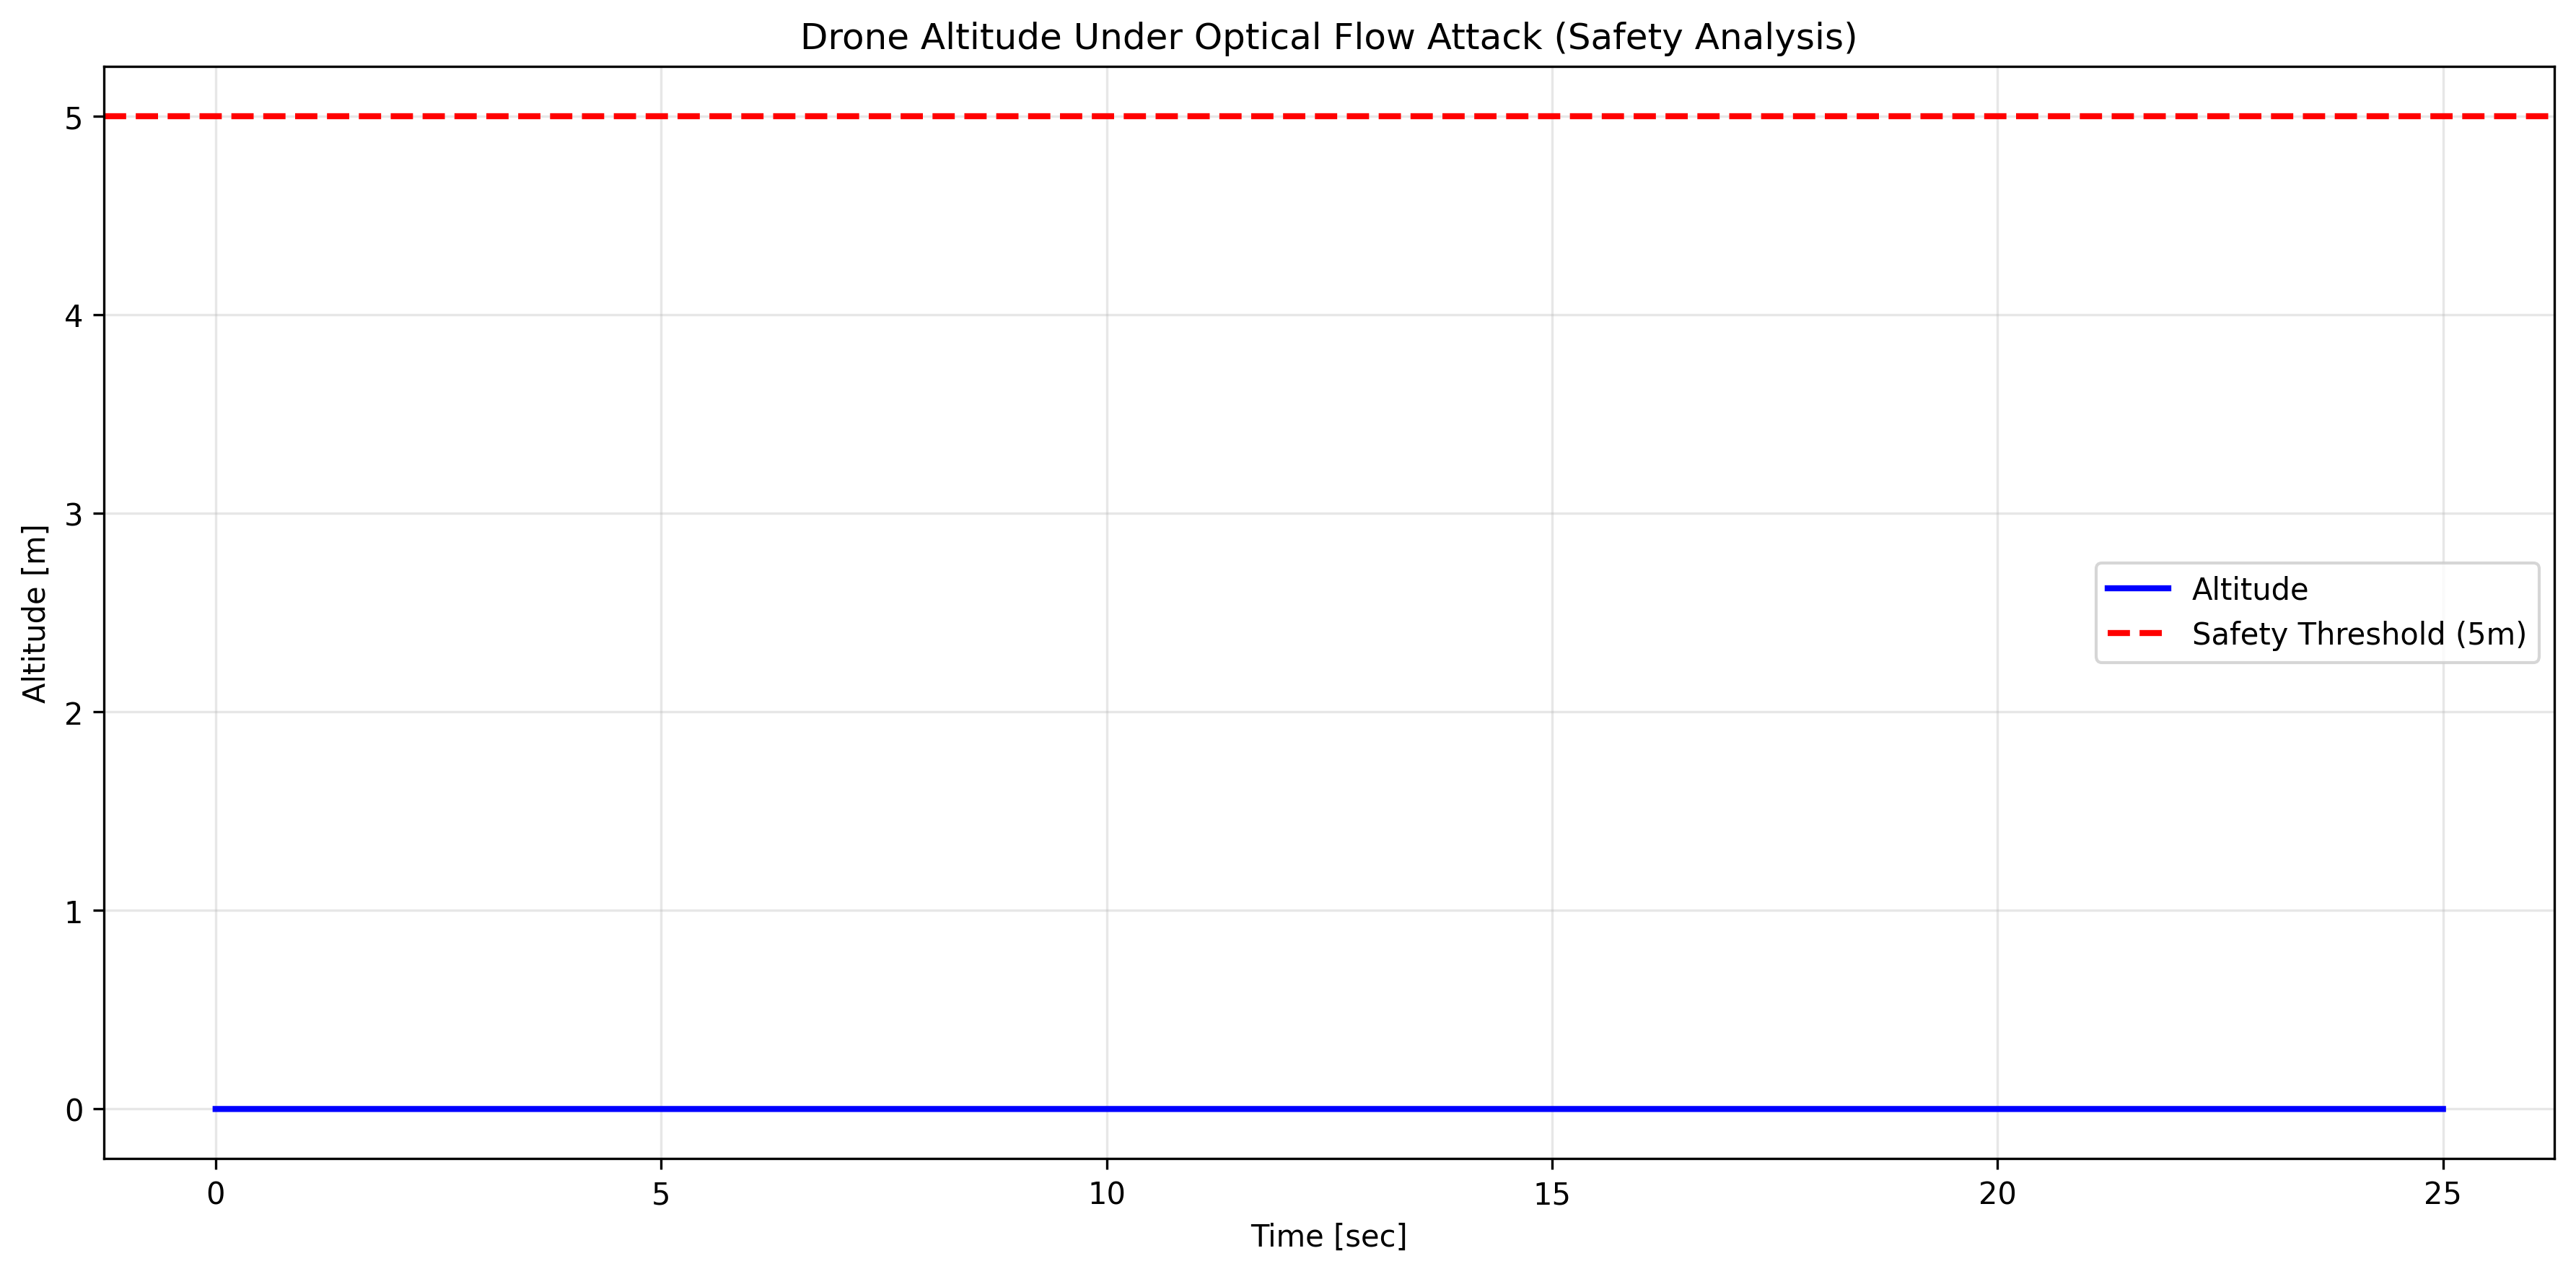 Drone Altitude Under Optical Flow Attack (Safety Analysis)
5
4
3
2
1
0
Altitude [m]
Altitude
Safety Threshold (5m)
0 5 10 15 20 25
Time [sec]